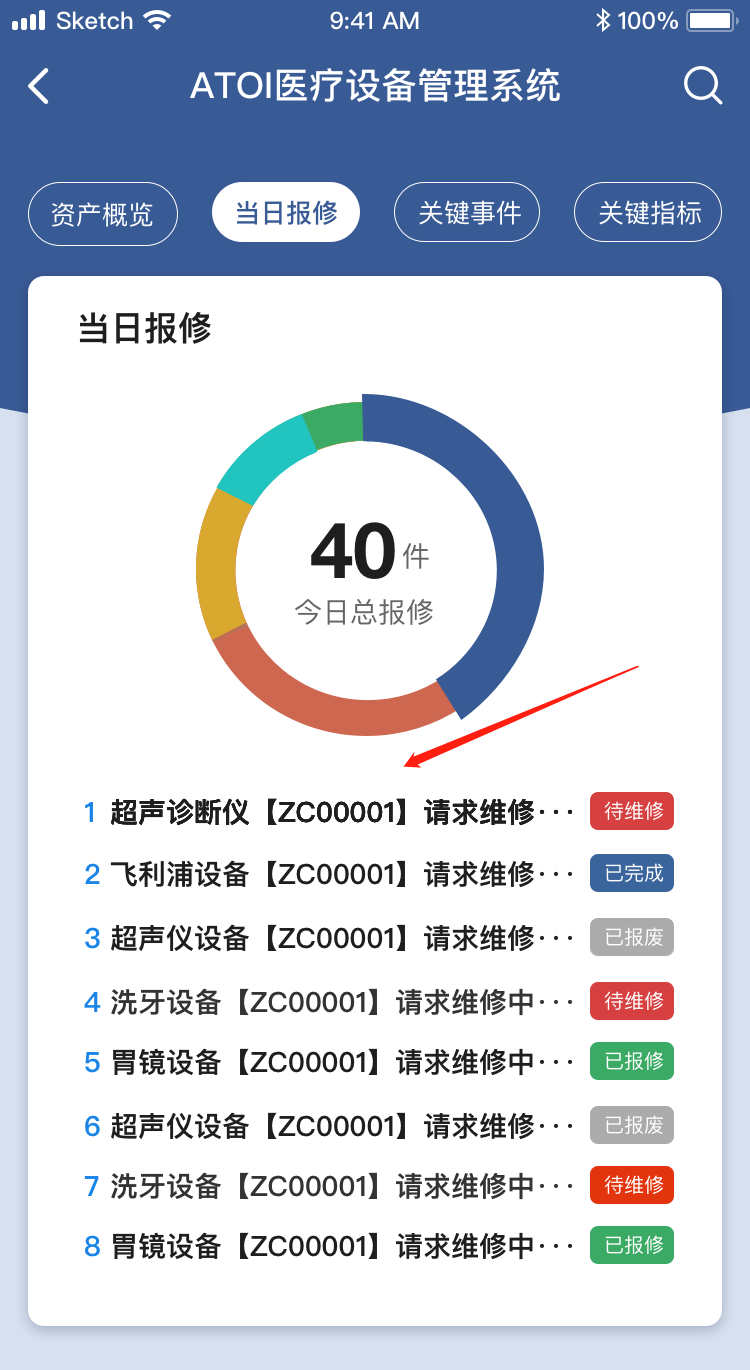 Sketch 9:41 AM 100%
ATOI医疗设备管理系统
资产概览 当日报修 关键事件 关键指标
当日报修
40件
今日总报修
1 超声诊断仪【ZC00001】请求维修··· 待维修
2 飞利浦设备【ZC00001】请求维修··· 已完成
3 超声仪设备【ZC00001】请求维修··· 已报废
4 洗牙设备【ZC00001】请求维修中··· 待维修
5 胃镜设备【ZC00001】请求维修中··· 已报修
6 超声仪设备【ZC00001】请求维修··· 已报废
7 洗牙设备【ZC00001】请求维修中··· 待维修
8 胃镜设备【ZC00001】请求维修中··· 已报修